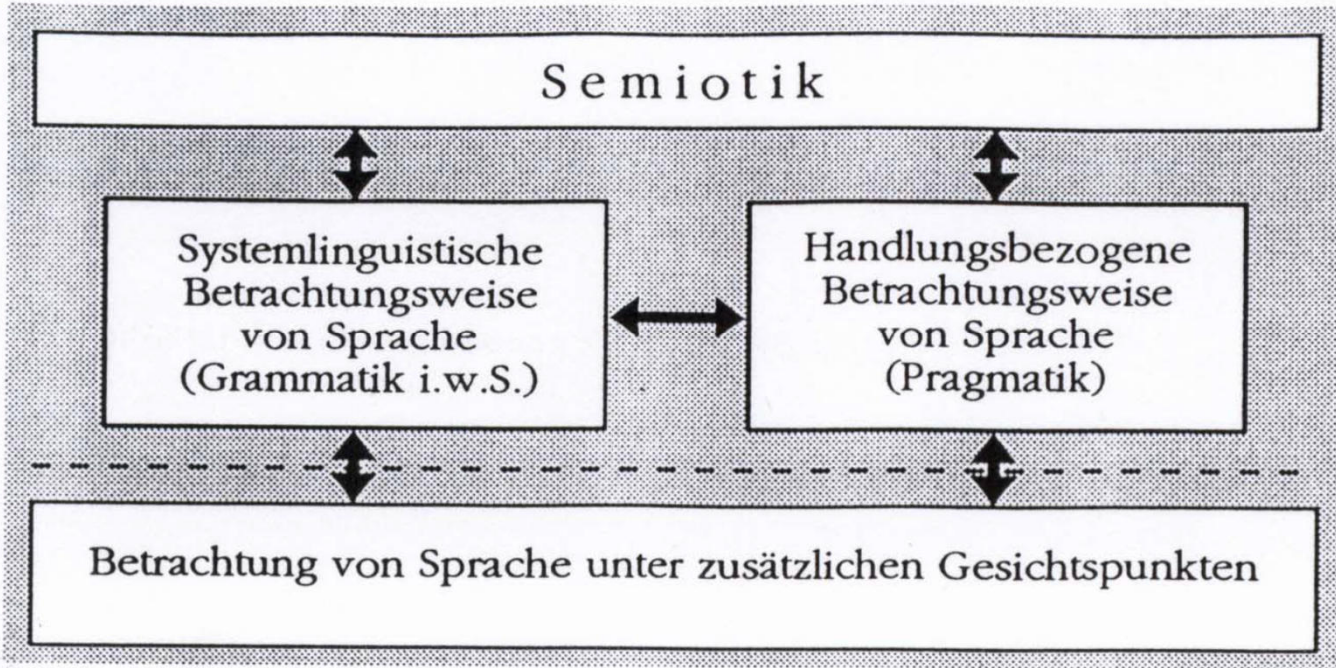 Semiotik
Systemlinguistische
Betrachtungsweise
von Sprache
(Grammatik i.w.S.)
Handlungsbezogene
Betrachtungsweise
von Sprache
(Pragmatik)
Betrachtung von Sprache unter zusätzlichen Gesichtspunkten